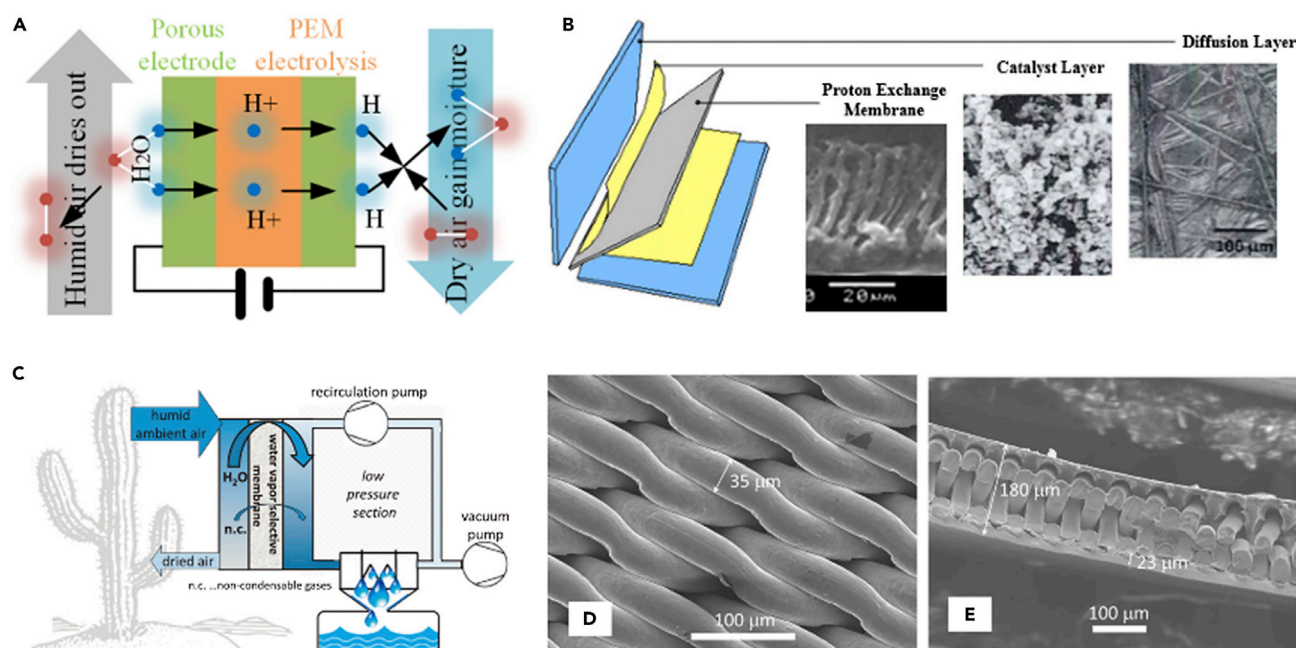 A
Porous
electrode
PEM
electrolysis
Humid air dries out
H2O
H+
H+
H
H
Dry air gain moisture
B
Diffusion Layer
Catalyst Layer
Proton Exchange
Membrane
20μm
100 μm
C
recirculation pump
humid
ambient air
water vapor selective
membrane
H₂O
n.c.
low
pressure
section
vacuum
pump
dried air
n.c. ...non-condensable gases
D
35 μm
100 μm
E
180 μm
23 μm
100 μm